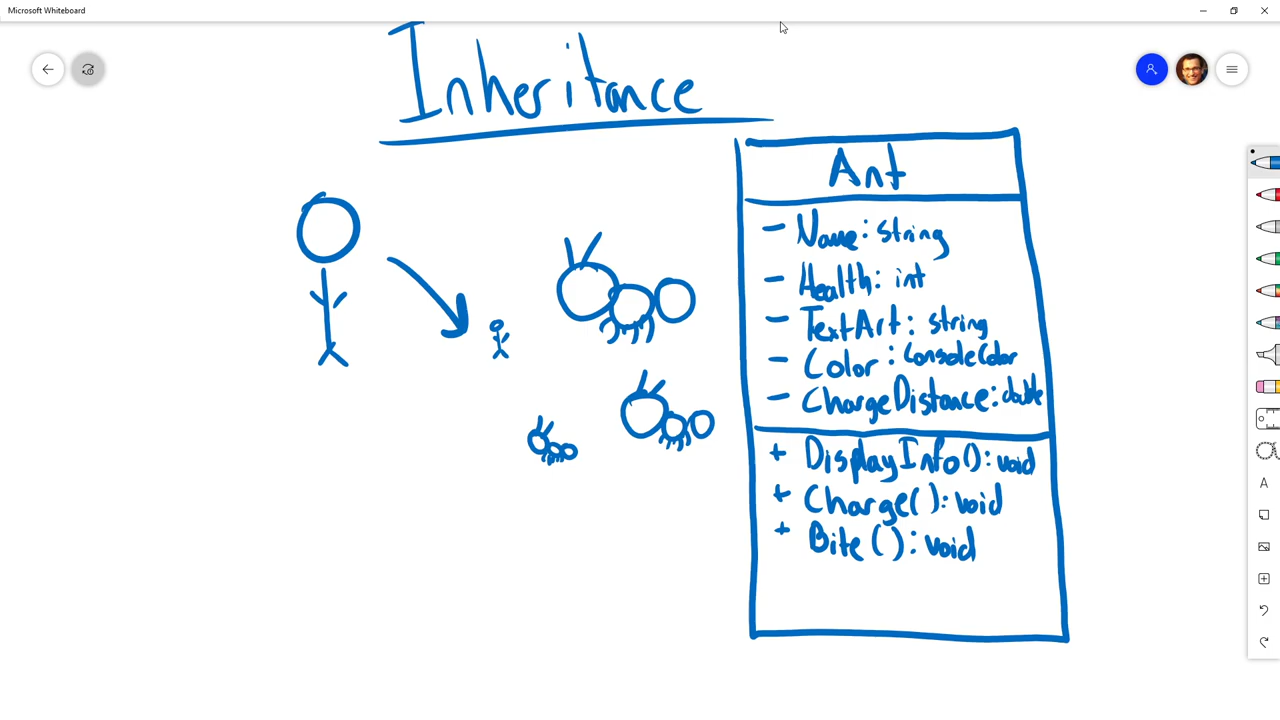 Microsoft Whiteboard
Inheritance
Ant
- Name: string
- Health: int
- TextArt: string
- Color: ConsoleColor
- ChargeDistance: double
+ DisplayInfo(): void
+ Charge(): void
+ Bite(): void
A